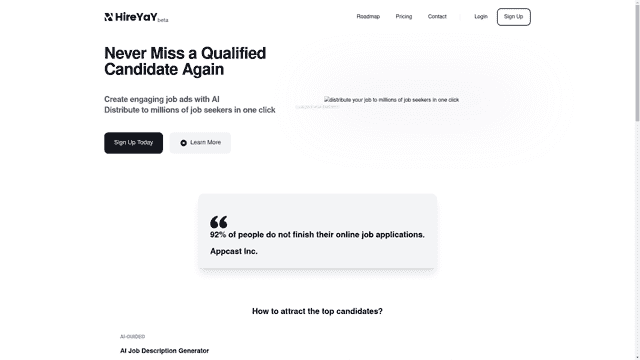 HireYaY beta
Roadmap
Pricing
Contact
Login
Sign Up
Never Miss a Qualified
Candidate Again
Create engaging job ads with AI
Distribute to millions of job seekers in one click
distribute your job to millions of job seekers in one click
Sign Up Today
Learn More
92% of people do not finish their online job applications.
Appcast Inc.
How to attract the top candidates?
AI-GUIDED
AI Job Description Generator